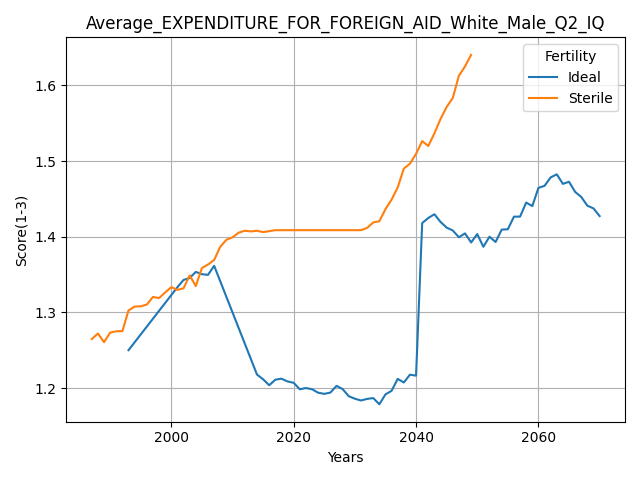 Average_EXPENDITURE_FOR_FOREIGN_AID_White_Male_Q2_IQ
Score(1-3)
1.6
1.5
1.4
1.3
1.2
Fertility
Ideal
Sterile
2000
2020
2040
2060
Years